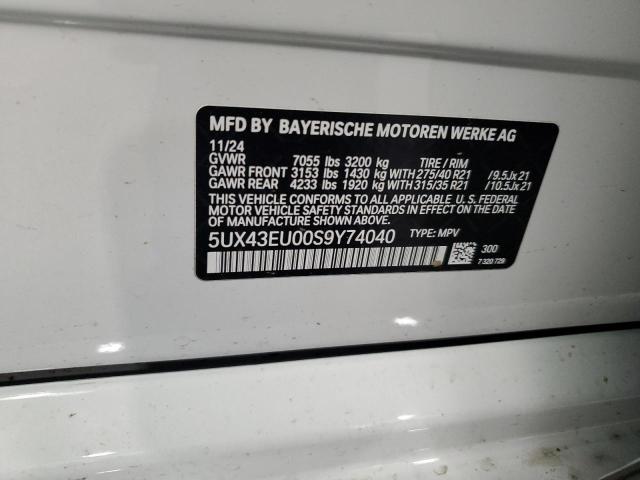 MFD BY BAYERISCHE MOTOREN WERKE AG
11/24
GVWR 7055 lbs 3200 kg TIRE / RIM
GAWR FRONT 3153 lbs 1430 kg WITH 275/40 R21 /9.5Jx21
GAWR REAR 4233 lbs 1920 kg WITH 315/35 R21 /10.5Jx21
THIS VEHICLE CONFORMS TO ALL APPLICABLE U. S. FEDERAL
MOTOR VEHICLE SAFETY STANDARDS IN EFFECT ON THE DATE
OF MANUFACTURE SHOWN ABOVE.
5UX43EU00S9Y74040 TYPE: MPV
300
7 320 729